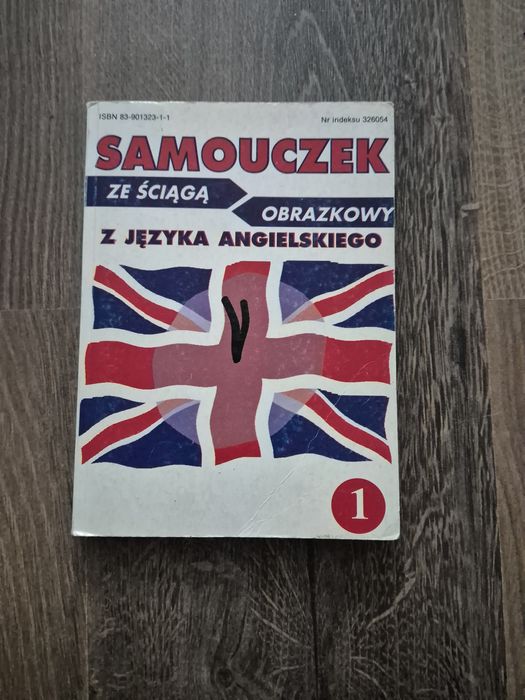 ISBN 83-901323-1-1 Nr indeksu 326054
SAMOUCZEK
ZE ŚCIĄGĄ
OBRAZKOWY
Z JĘZYKA ANGIELSKIEGO
1